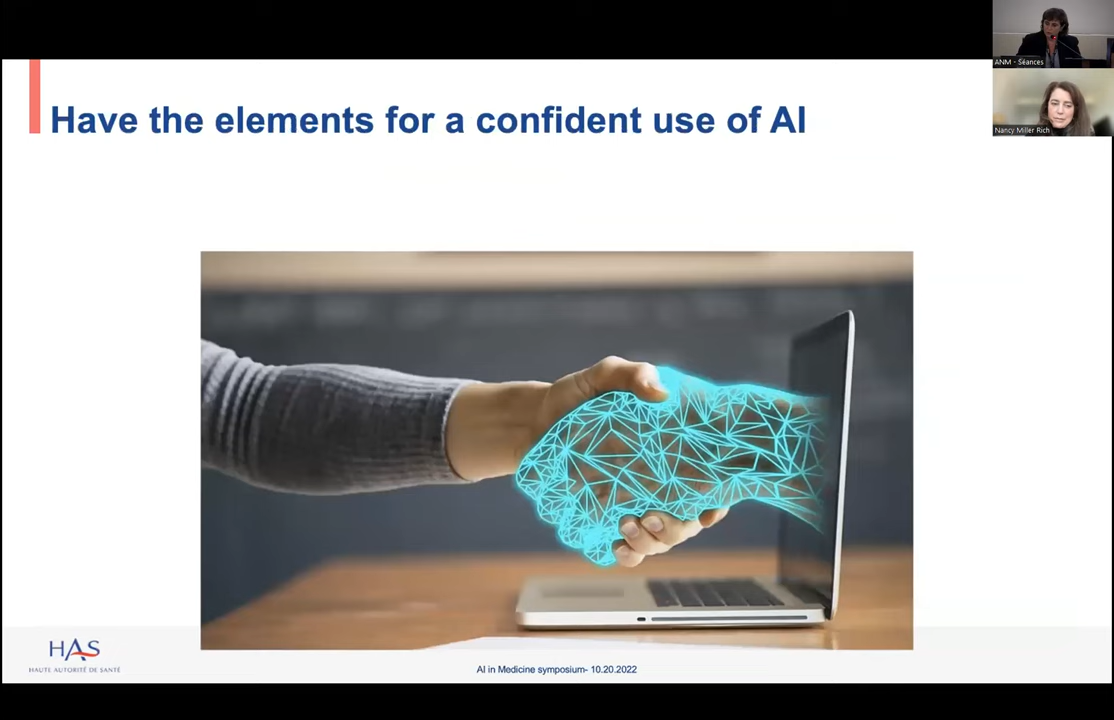 ANM - Séances
Nancy Miller Rich
Have the elements for a confident use of AI
HAS
HAUTE AUTORITÉ DE SANTÉ
AI in Medicine symposium- 10.20.2022